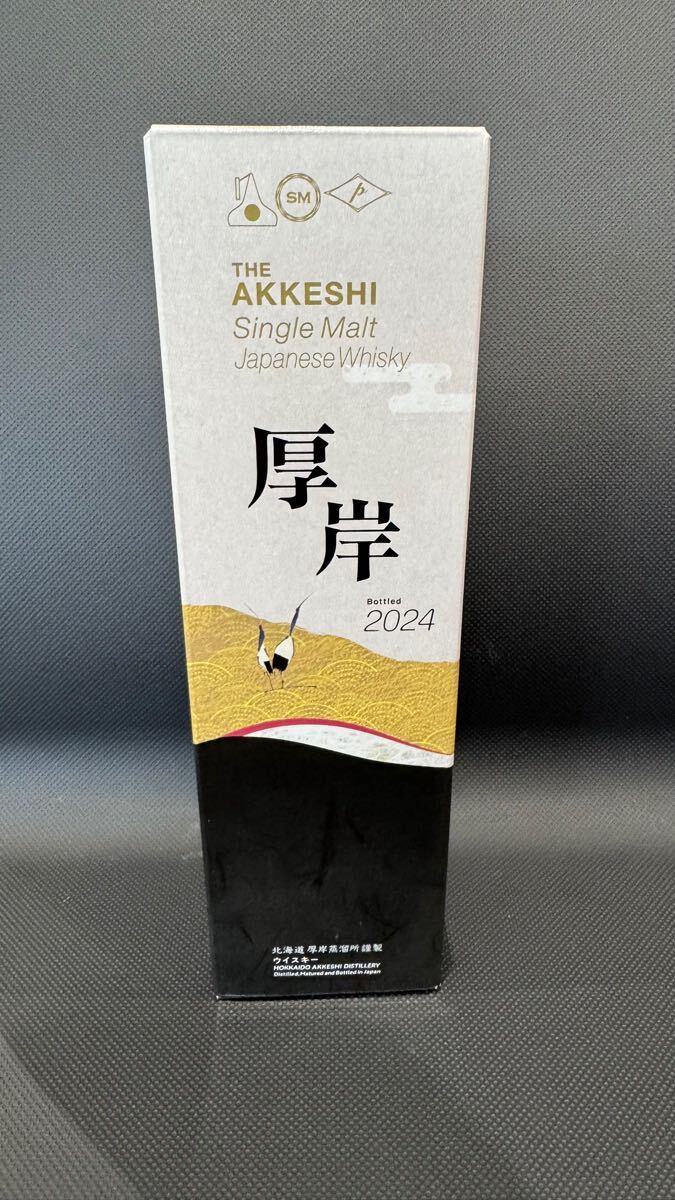 SM
p
THE
AKKESHI
Single Malt
Japanese Whisky
厚岸
Bottled
2024
北海道 厚岸蒸溜所謹製
ウイスキー
HOKKAIDO AKKESHI DISTILLERY
Distilled, Matured and Bottled in Japan